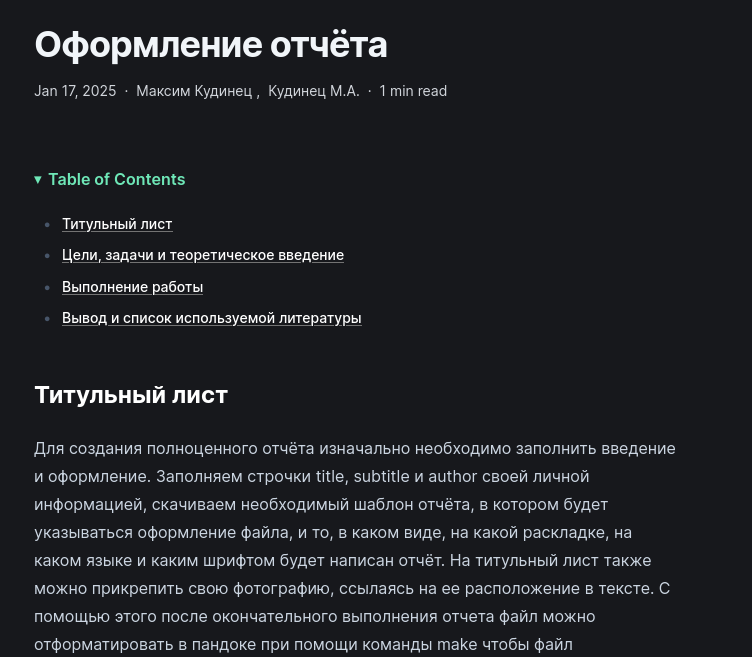 Оформление отчёта
Jan 17, 2025 · Максим Кудинец , Кудинец М.А. · 1 min read
▾ Table of Contents
• Титульный лист
• Цели, задачи и теоретическое введение
• Выполнение работы
• Вывод и список используемой литературы
Титульный лист
Для создания полноценного отчёта изначально необходимо заполнить введение
и оформление. Заполняем строчки title, subtitle и author своей личной
информацией, скачиваем необходимый шаблон отчёта, в котором будет
указываться оформление файла, и то, в каком виде, на какой раскладке, на
каком языке и каким шрифтом будет написан отчёт. На титульный лист также
можно прикрепить свою фотографию, ссылаясь на ее расположение в тексте. С
помощью этого после окончательного выполнения отчета файл можно
отформатировать в пандоке при помощи команды make чтобы файл